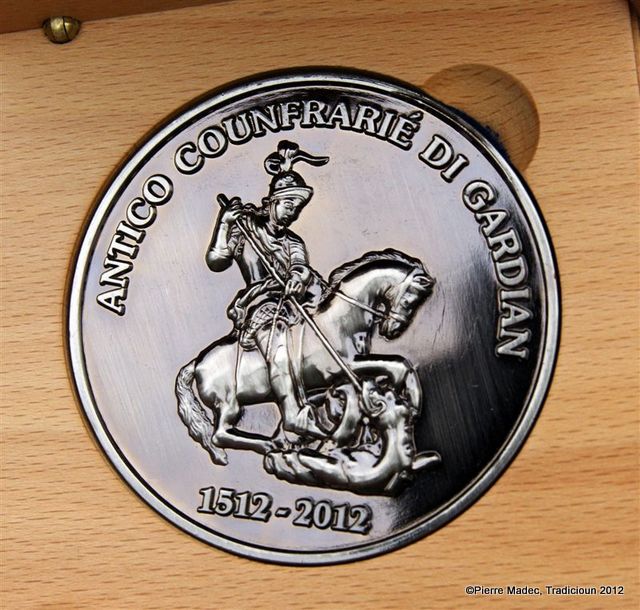 ANTICO COUNFRARIÉ DI GARDIAN
1512-2012
©Pierre Madec, Tradicioun 2012